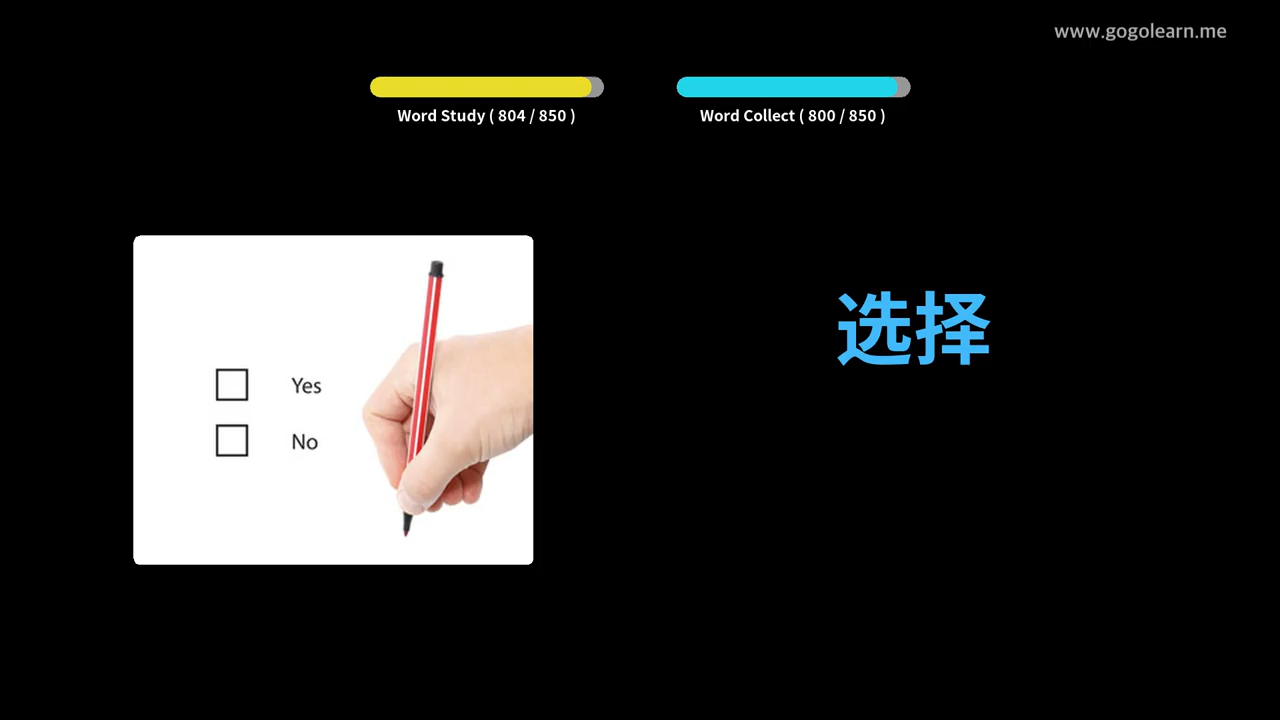 www.gogolearn.me
Word Study ( 804 / 850 )
Word Collect ( 800 / 850 )
选择
Yes
No